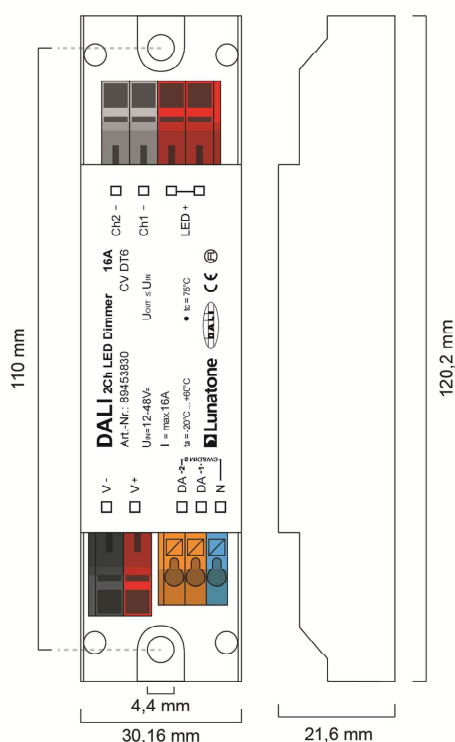 Ch2 -
Ch1 -
LED +
DALI 2Ch LED Dimmer 16A
Art.-Nr.: 89453830 CV DT6
UIN=12-48V= UOUT ≤ UIN
I = max.16A
ta = -20°C ... +60°C • tc = 75°C
Lunatone DALI CE
V -
V +
DA -2-
DA -1-
N
110 mm
120,2 mm
4,4 mm
30,16 mm
21,6 mm